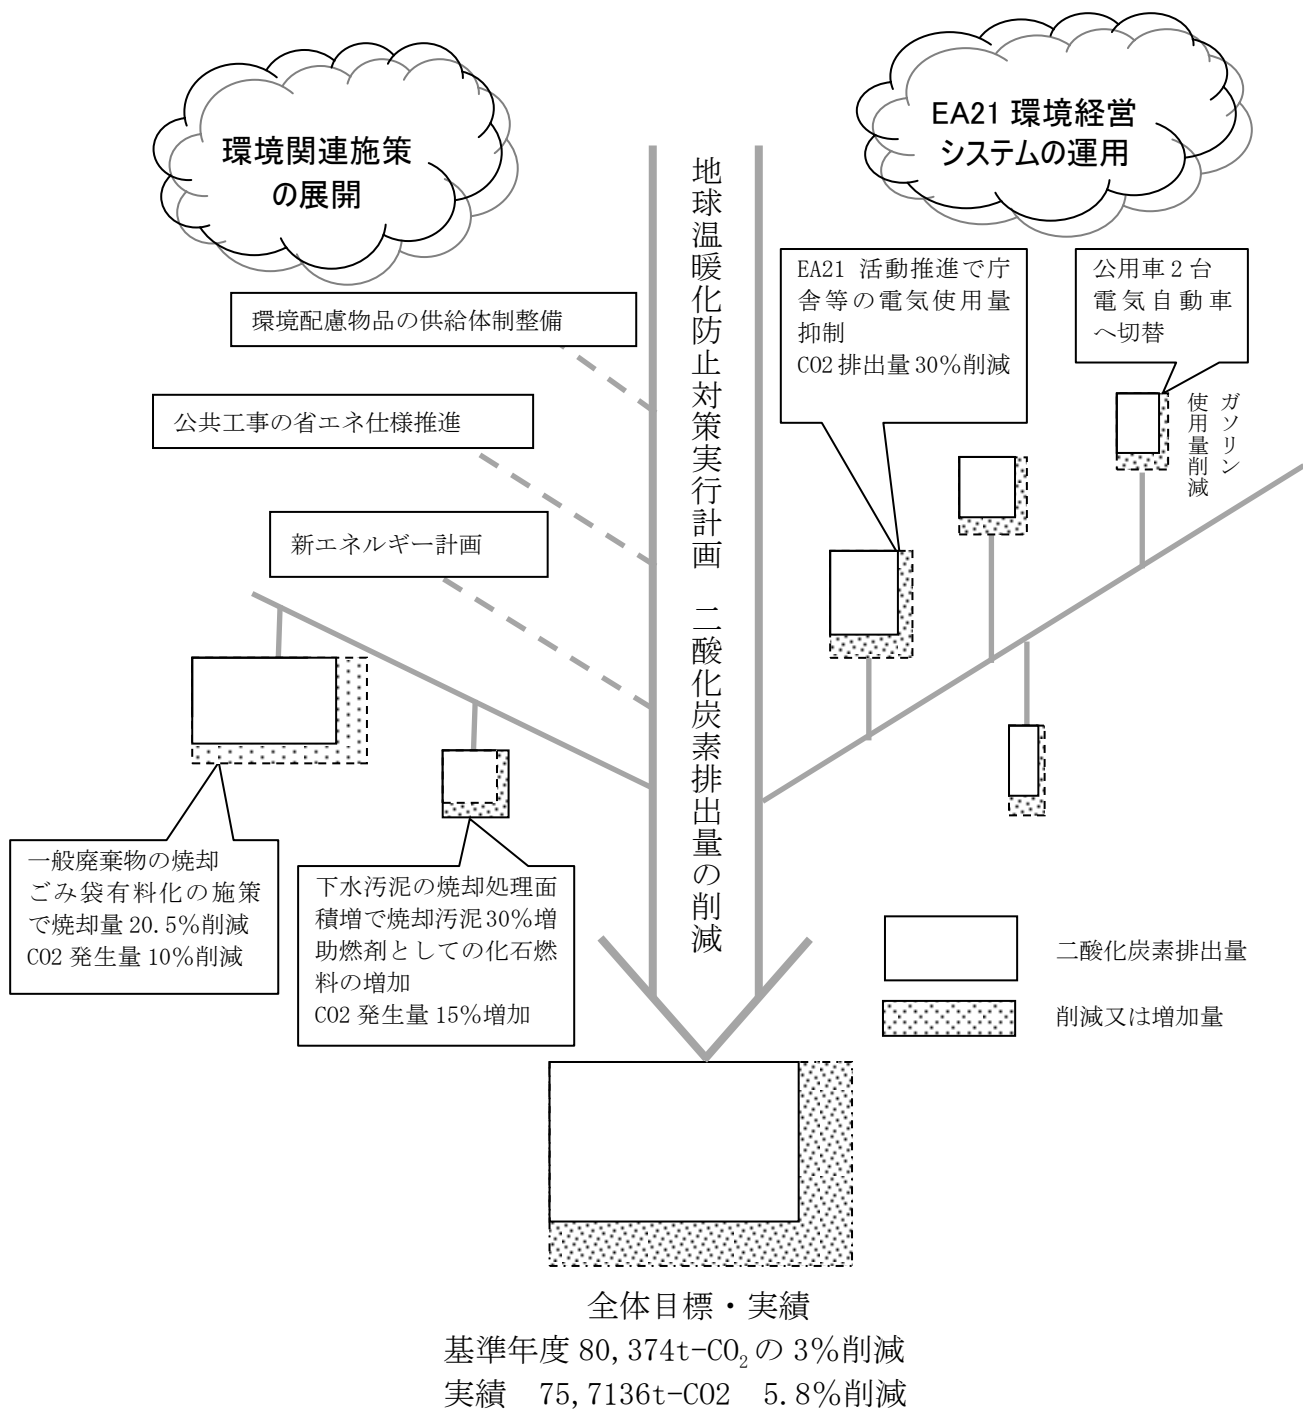 環境関連施策
の展開
EA21 環境経営
システムの運用
地球温暖化防止対策実行計画　二酸化炭素排出量の削減
環境配慮物品の供給体制整備
公共工事の省エネ仕様推進
新エネルギー計画
EA21 活動推進で庁
舎等の電気使用量
抑制
CO2 排出量 30%削減
公用車 2 台
電気自動車
へ切替
ガソリン
使用量削減
一般廃棄物の焼却
ごみ袋有料化の施策
で焼却量 20.5%削減
CO2 発生量 10%削減
下水汚泥の焼却処理面
積増で焼却汚泥 30%増
助燃剤としての化石燃
料の増加
CO2 発生量 15%増加
二酸化炭素排出量
削減又は増加量
全体目標・実績
基準年度 80,374t-CO₂の 3%削減
実績　75,7136t-CO2　5.8%削減